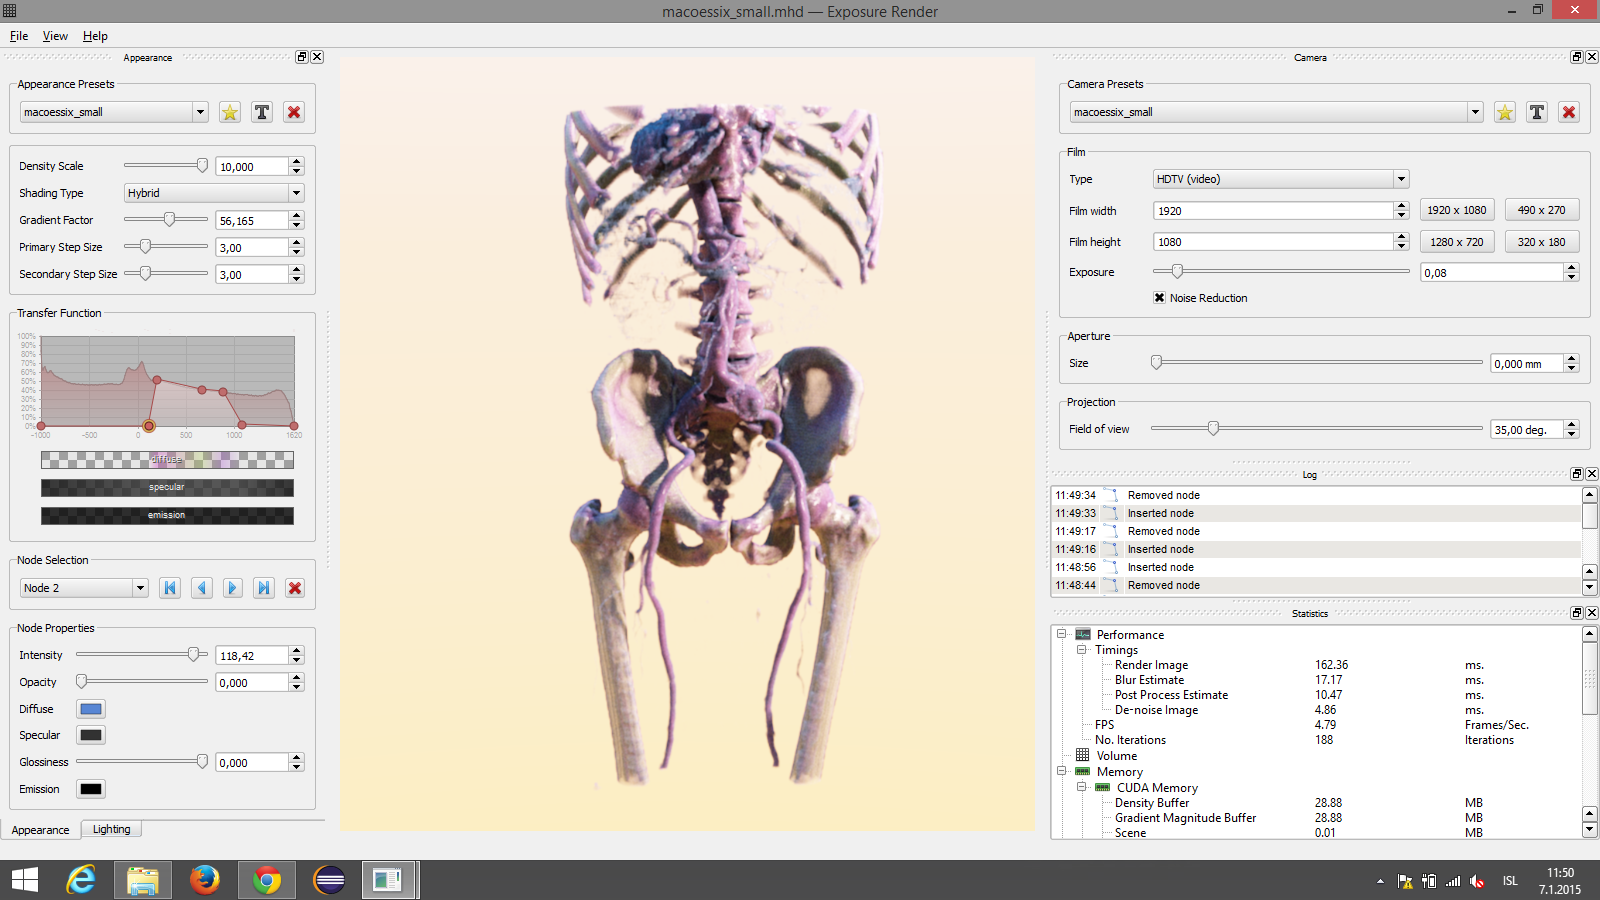 macoessix_small.mhd — Exposure Render
File View Help
Appearance
Appearance Presets
macoessix_small
Density Scale 10,000
Shading Type Hybrid
Gradient Factor 56,165
Primary Step Size 3,00
Secondary Step Size 3,00
Transfer Function
100%
90%
80%
70%
60%
50%
40%
30%
20%
10%
0%
-1000 -500 0 500 1000 1620
diffuse
specular
emission
Node Selection
Node 2
Node Properties
Intensity 118,42
Opacity 0,000
Diffuse
Specular
Glossiness 0,000
Emission
Appearance Lighting
Camera
Camera Presets
macoessix_small
Film
Type HDTV (video)
Film width 1920 1920 x 1080 490 x 270
Film height 1080 1280 x 720 320 x 180
Exposure 0,08
Noise Reduction
Aperture
Size 0,000 mm
Projection
Field of view 35,00 deg.
Log
11:49:34 Removed node
11:49:33 Inserted node
11:49:17 Removed node
11:49:16 Inserted node
11:48:56 Inserted node
11:48:44 Removed node
Statistics
Performance
Timings
Render Image 162.36 ms.
Blur Estimate 17.17 ms.
Post Process Estimate 10.47 ms.
De-noise Image 4.86 ms.
FPS 4.79 Frames/Sec.
No. Iterations 188 Iterations
Volume
Memory
CUDA Memory
Density Buffer 28.88 MB
Gradient Magnitude Buffer 28.88 MB
Scene 0.01 MB
ISL
11:50
7.1.2015